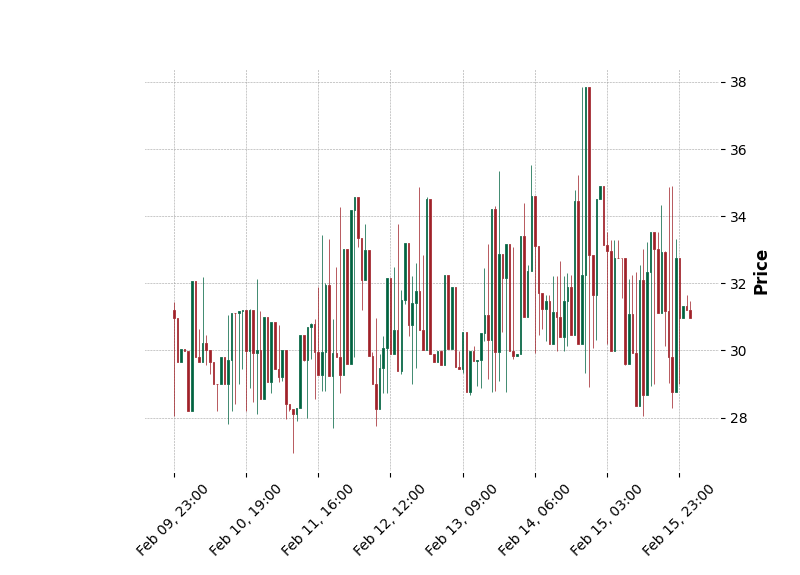 38
36
34
32
30
28
Price
Feb 09, 23:00
Feb 10, 19:00
Feb 11, 16:00
Feb 12, 12:00
Feb 13, 09:00
Feb 14, 06:00
Feb 15, 03:00
Feb 15, 23:00